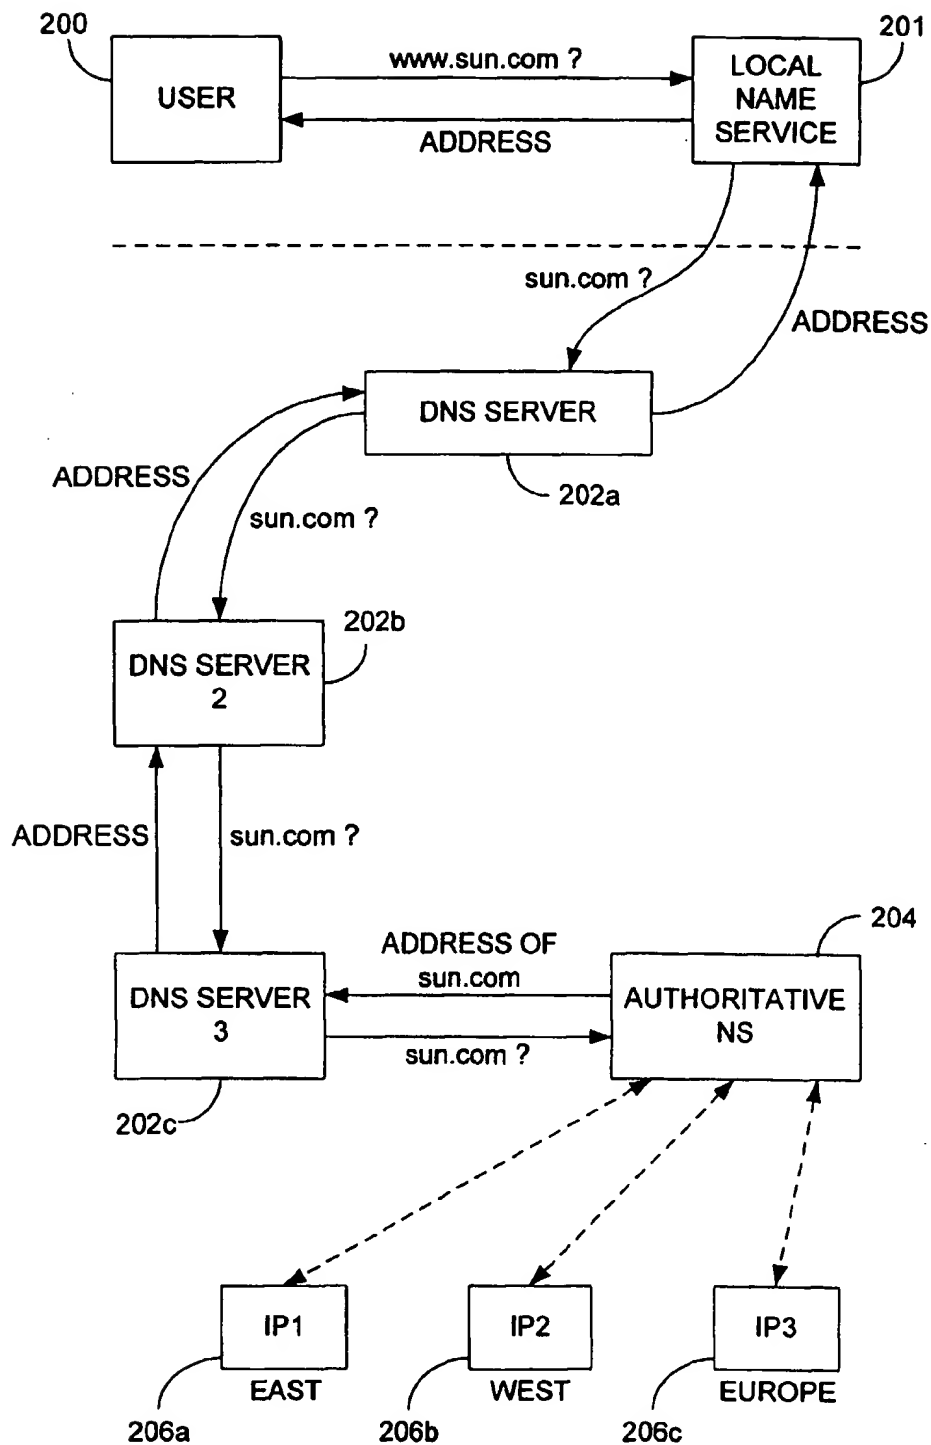 200
201
www.sun.com ?
USER
LOCAL
NAME
SERVICE
ADDRESS
sun.com ?
ADDRESS
DNS SERVER
ADDRESS
202a
sun.com ?
202b
DNS SERVER
2
ADDRESS
sun.com ?
204
ADDRESS OF
sun.com
DNS SERVER
3
AUTHORITATIVE
NS
sun.com ?
202c
IP1
IP2
IP3
EAST
WEST
EUROPE
206a
206b
206c